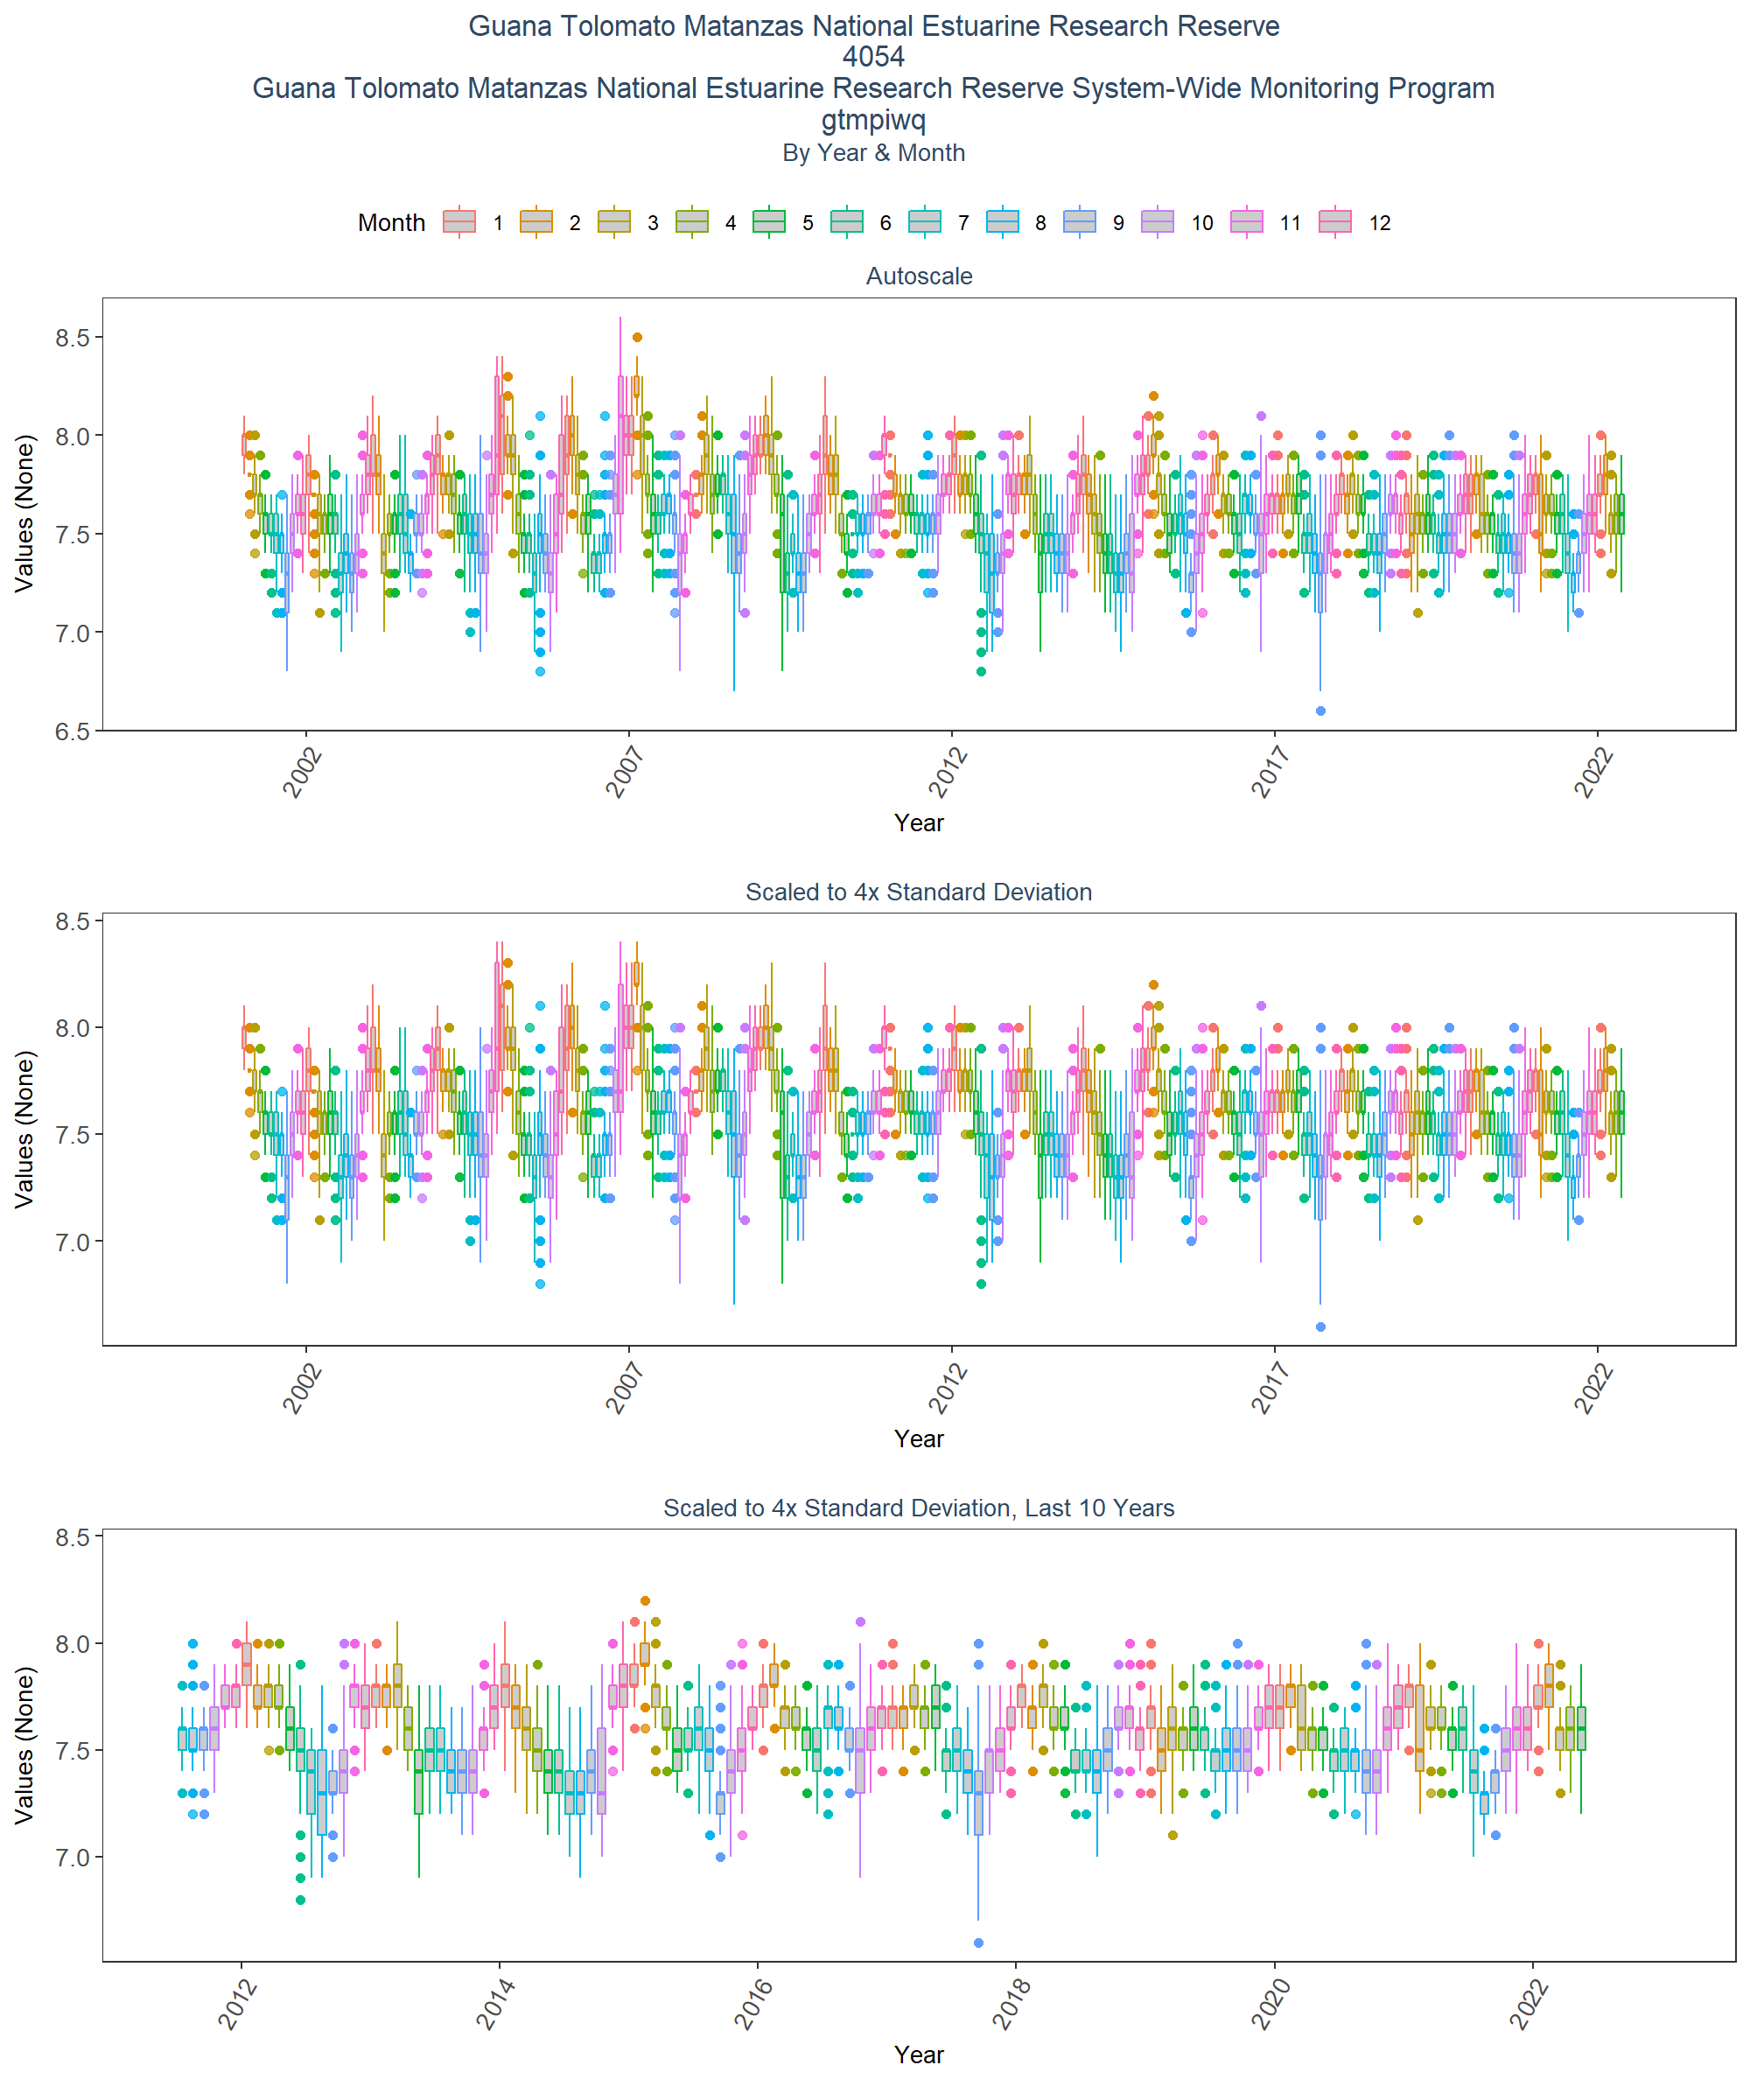 Guana Tolomato Matanzas National Estuarine Research Reserve
4054
Guana Tolomato Matanzas National Estuarine Research Reserve System-Wide Monitoring Program
gtmpiwq
By Year & Month
Month 1 2 3 4 5 6 7 8 9 10 11 12
Autoscale
8.5
8.0
7.5
7.0
6.5
Values (None)
2002 2007 2012 2017 2022
Year
Scaled to 4x Standard Deviation
8.5
8.0
7.5
7.0
Values (None)
2002 2007 2012 2017 2022
Year
Scaled to 4x Standard Deviation, Last 10 Years
8.5
8.0
7.5
7.0
Values (None)
2012 2014 2016 2018 2020 2022
Year